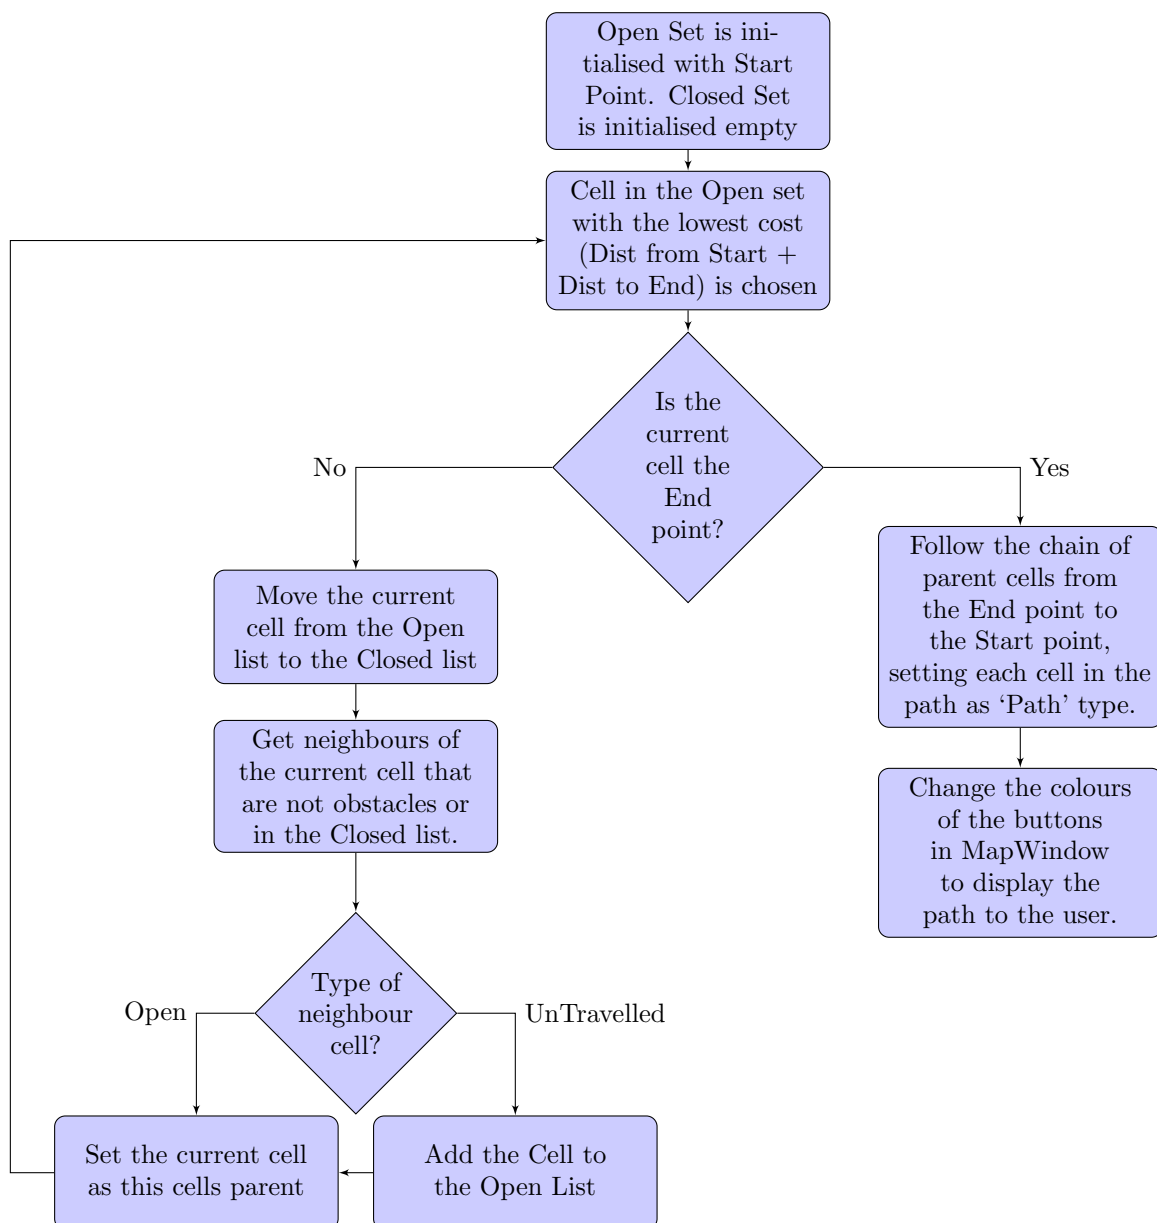 Open Set is ini-
tialised with Start
Point. Closed Set
is initialised empty
Cell in the Open set
with the lowest cost
(Dist from Start +
Dist to End) is chosen
Is the
current
cell the
End
point?
No
Yes
Move the current
cell from the Open
list to the Closed list
Follow the chain of
parent cells from
the End point to
the Start point,
setting each cell in the
path as ‘Path’ type.
Get neighbours of
the current cell that
are not obstacles or
in the Closed list.
Change the colours
of the buttons
in MapWindow
to display the
path to the user.
Type of
neighbour
cell?
Open
UnTravelled
Set the current cell
as this cells parent
Add the Cell to
the Open List